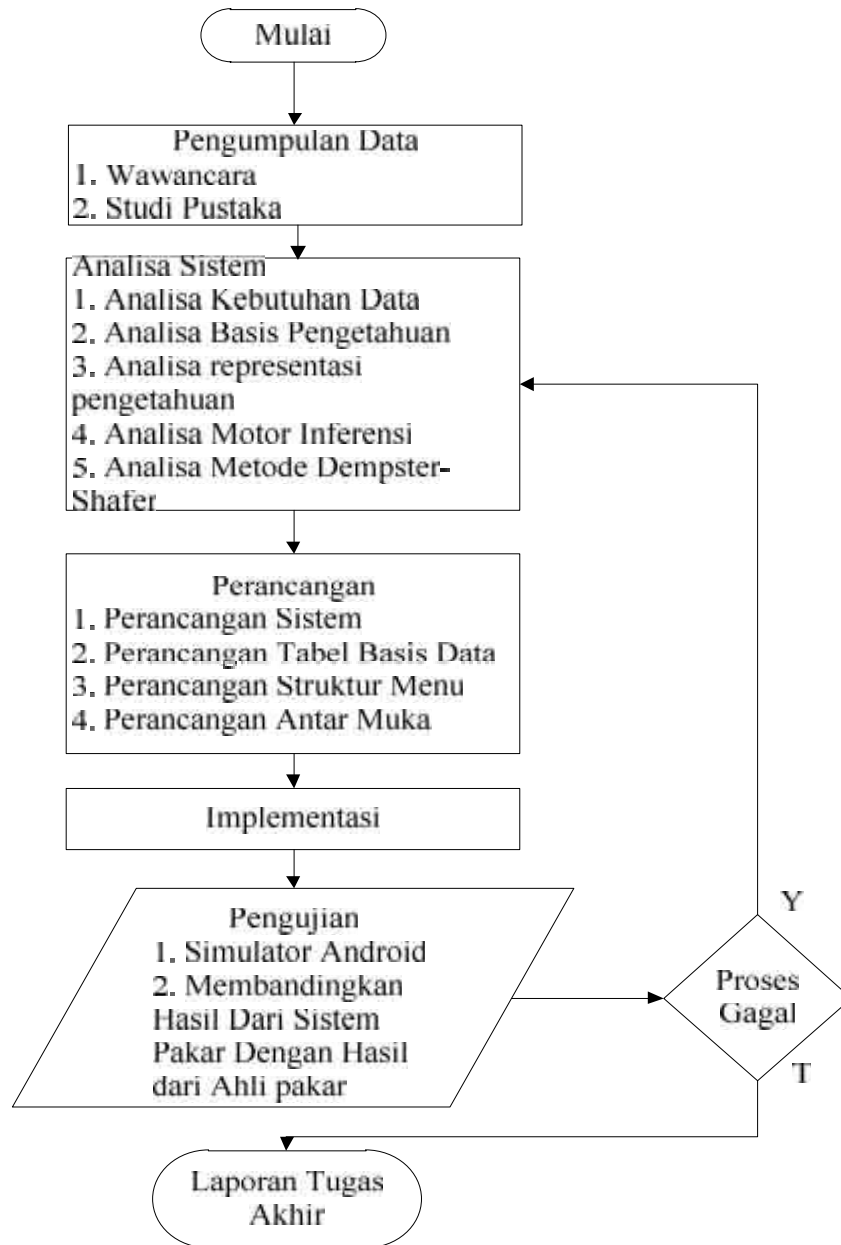 Mulai
Pengumpulan Data
1. Wawancara
2. Studi Pustaka
Analisa Sistem
1. Analisa Kebutuhan Data
2. Analisa Basis Pengetahuan
3. Analisa representasi
pengetahuan
4. Analisa Motor Inferensi
5. Analisa Metode Dempster-
Shafer
Perancangan
1. Perancangan Sistem
2. Perancangan Tabel Basis Data
3. Perancangan Struktur Menu
4. Perancangan Antar Muka
Implementasi
Pengujian
1. Simulator Android
2. Membandingkan
Hasil Dari Sistem
Pakar Dengan Hasil
dari Ahli pakar
Y
Proses
Gagal
T
Laporan Tugas
Akhir